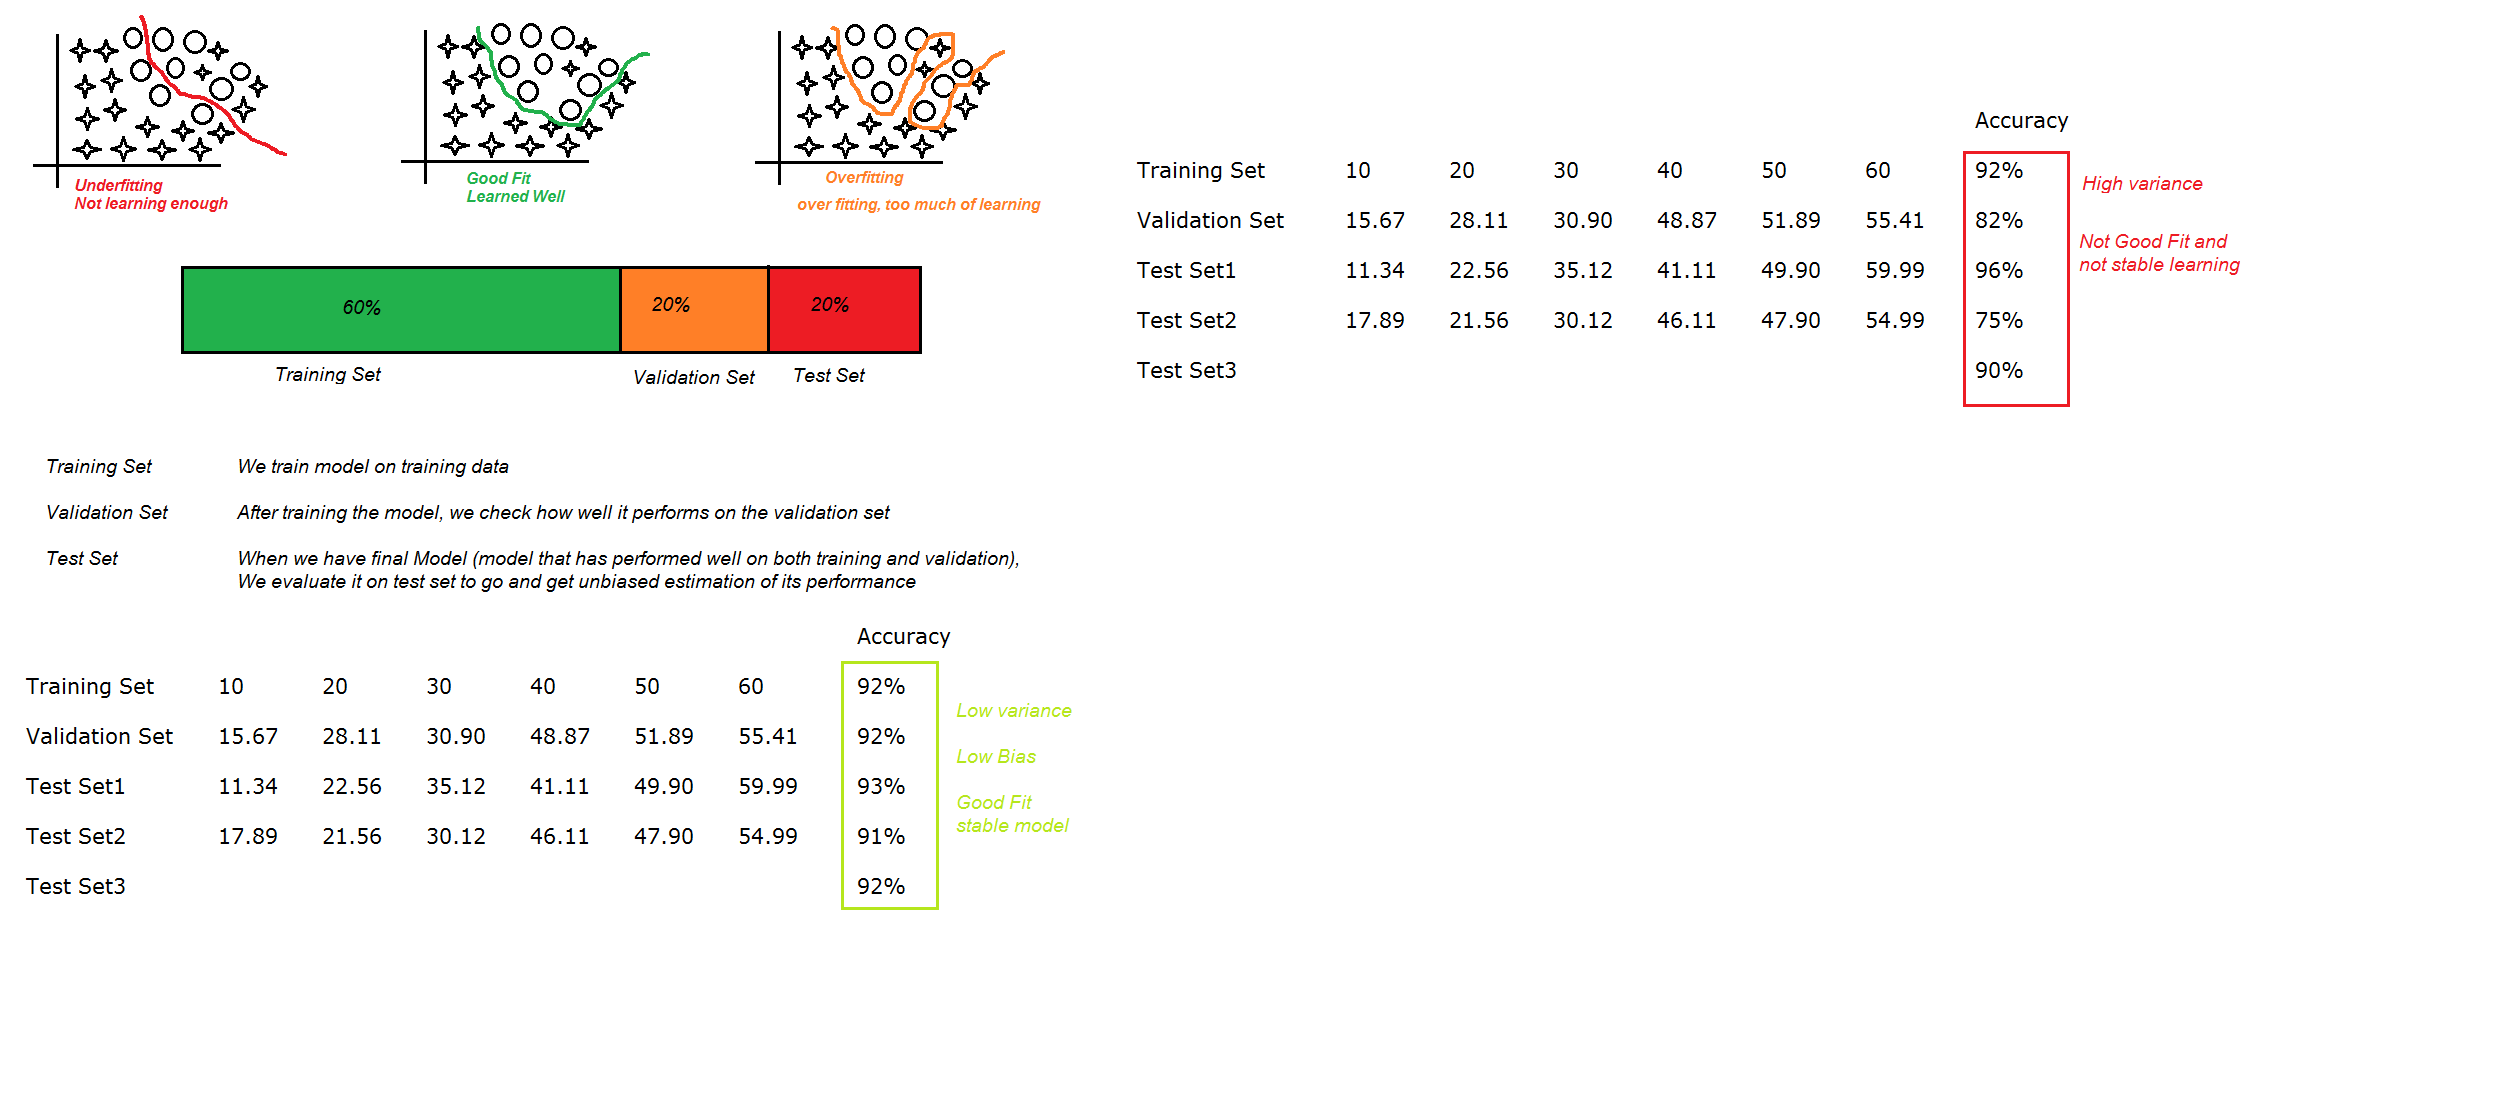 Underfitting
Not learning enough
Good Fit
Learned Well
Overfitting
over fitting, too much of learning
60%
20%
20%
Training Set
Validation Set
Test Set
Training Set We train model on training data
Validation Set After training the model, we check how well it performs on the validation set
Test Set When we have final Model (model that has performed well on both training and validation),
We evaluate it on test set to go and get unbiased estimation of its performance
Accuracy
Training Set 10 20 30 40 50 60 92%
Validation Set 15.67 28.11 30.90 48.87 51.89 55.41 92%
Test Set1 11.34 22.56 35.12 41.11 49.90 59.99 93%
Test Set2 17.89 21.56 30.12 46.11 47.90 54.99 91%
Test Set3 92%
Low variance
Low Bias
Good Fit
stable model
Accuracy
Training Set 10 20 30 40 50 60 92%
Validation Set 15.67 28.11 30.90 48.87 51.89 55.41 82%
Test Set1 11.34 22.56 35.12 41.11 49.90 59.99 96%
Test Set2 17.89 21.56 30.12 46.11 47.90 54.99 75%
Test Set3 90%
High variance
Not Good Fit and
not stable learning